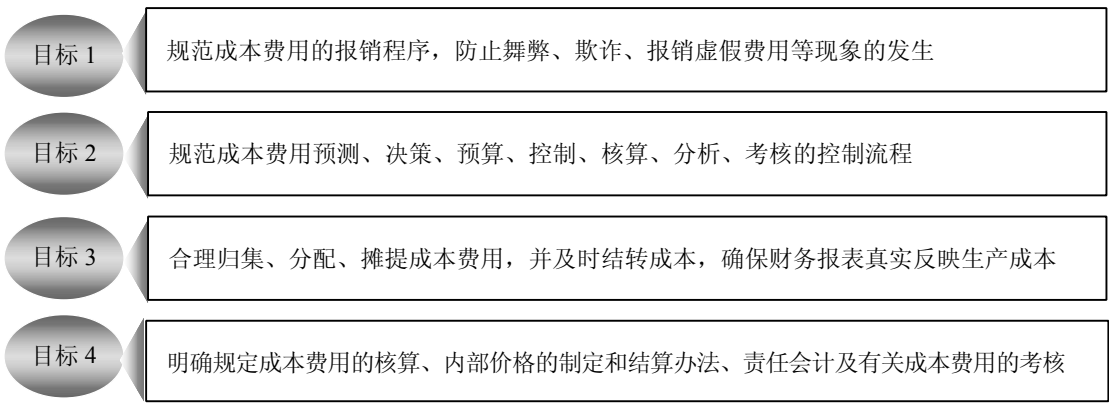 目标 1
规范成本费用的报销程序，防止舞弊、欺诈、报销虚假费用等现象的发生
目标 2
规范成本费用预测、决策、预算、控制、核算、分析、考核的控制流程
目标 3
合理归集、分配、摊提成本费用，并及时结转成本，确保财务报表真实反映生产成本
目标 4
明确规定成本费用的核算、内部价格的制定和结算办法、责任会计及有关成本费用的考核